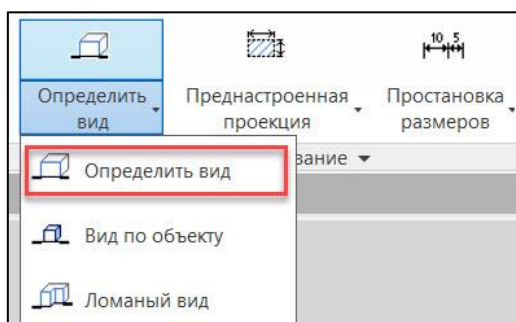 10 5
Определить вид
Преднастроенная проекция
Простановка размеров
вание
Определить вид
Вид по объекту
Ломаный вид